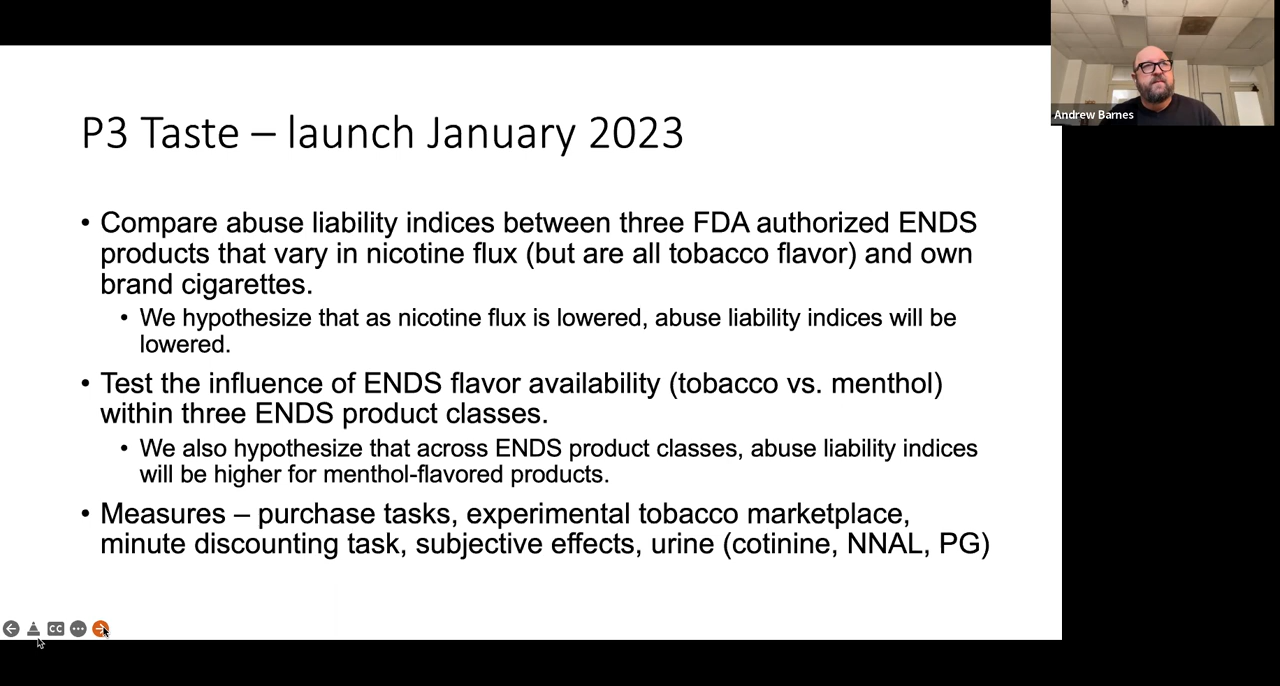 P3 Taste – launch January 2023
• Compare abuse liability indices between three FDA authorized ENDS
products that vary in nicotine flux (but are all tobacco flavor) and own
brand cigarettes.
• We hypothesize that as nicotine flux is lowered, abuse liability indices will be
lowered.
• Test the influence of ENDS flavor availability (tobacco vs. menthol)
within three ENDS product classes.
• We also hypothesize that across ENDS product classes, abuse liability indices
will be higher for menthol-flavored products.
• Measures – purchase tasks, experimental tobacco marketplace,
minute discounting task, subjective effects, urine (cotinine, NNAL, PG)
Andrew Barnes
CC